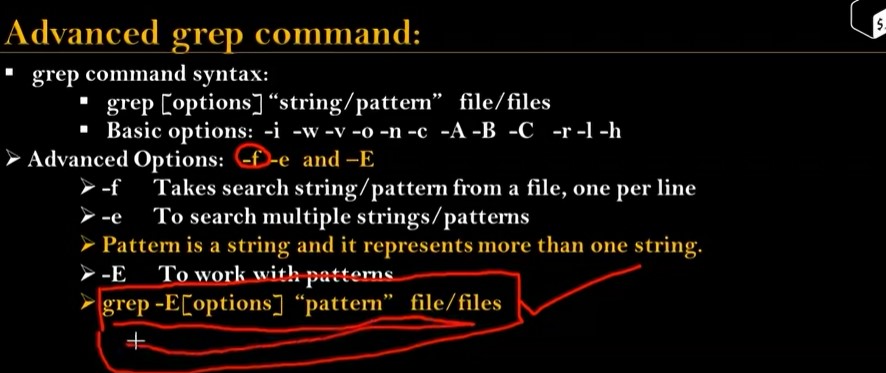 Advanced grep command:
▪ grep command syntax:
▪ grep [options] “string/pattern” file/files
▪ Basic options: -i -w -v -o -n -c -A -B -C -r -l -h
➢ Advanced Options: -f -e and –E
➢ -f Takes search string/pattern from a file, one per line
➢ -e To search multiple strings/patterns
➢ Pattern is a string and it represents more than one string.
➢ -E To work with patterns
➢ grep -E[options] “pattern” file/files